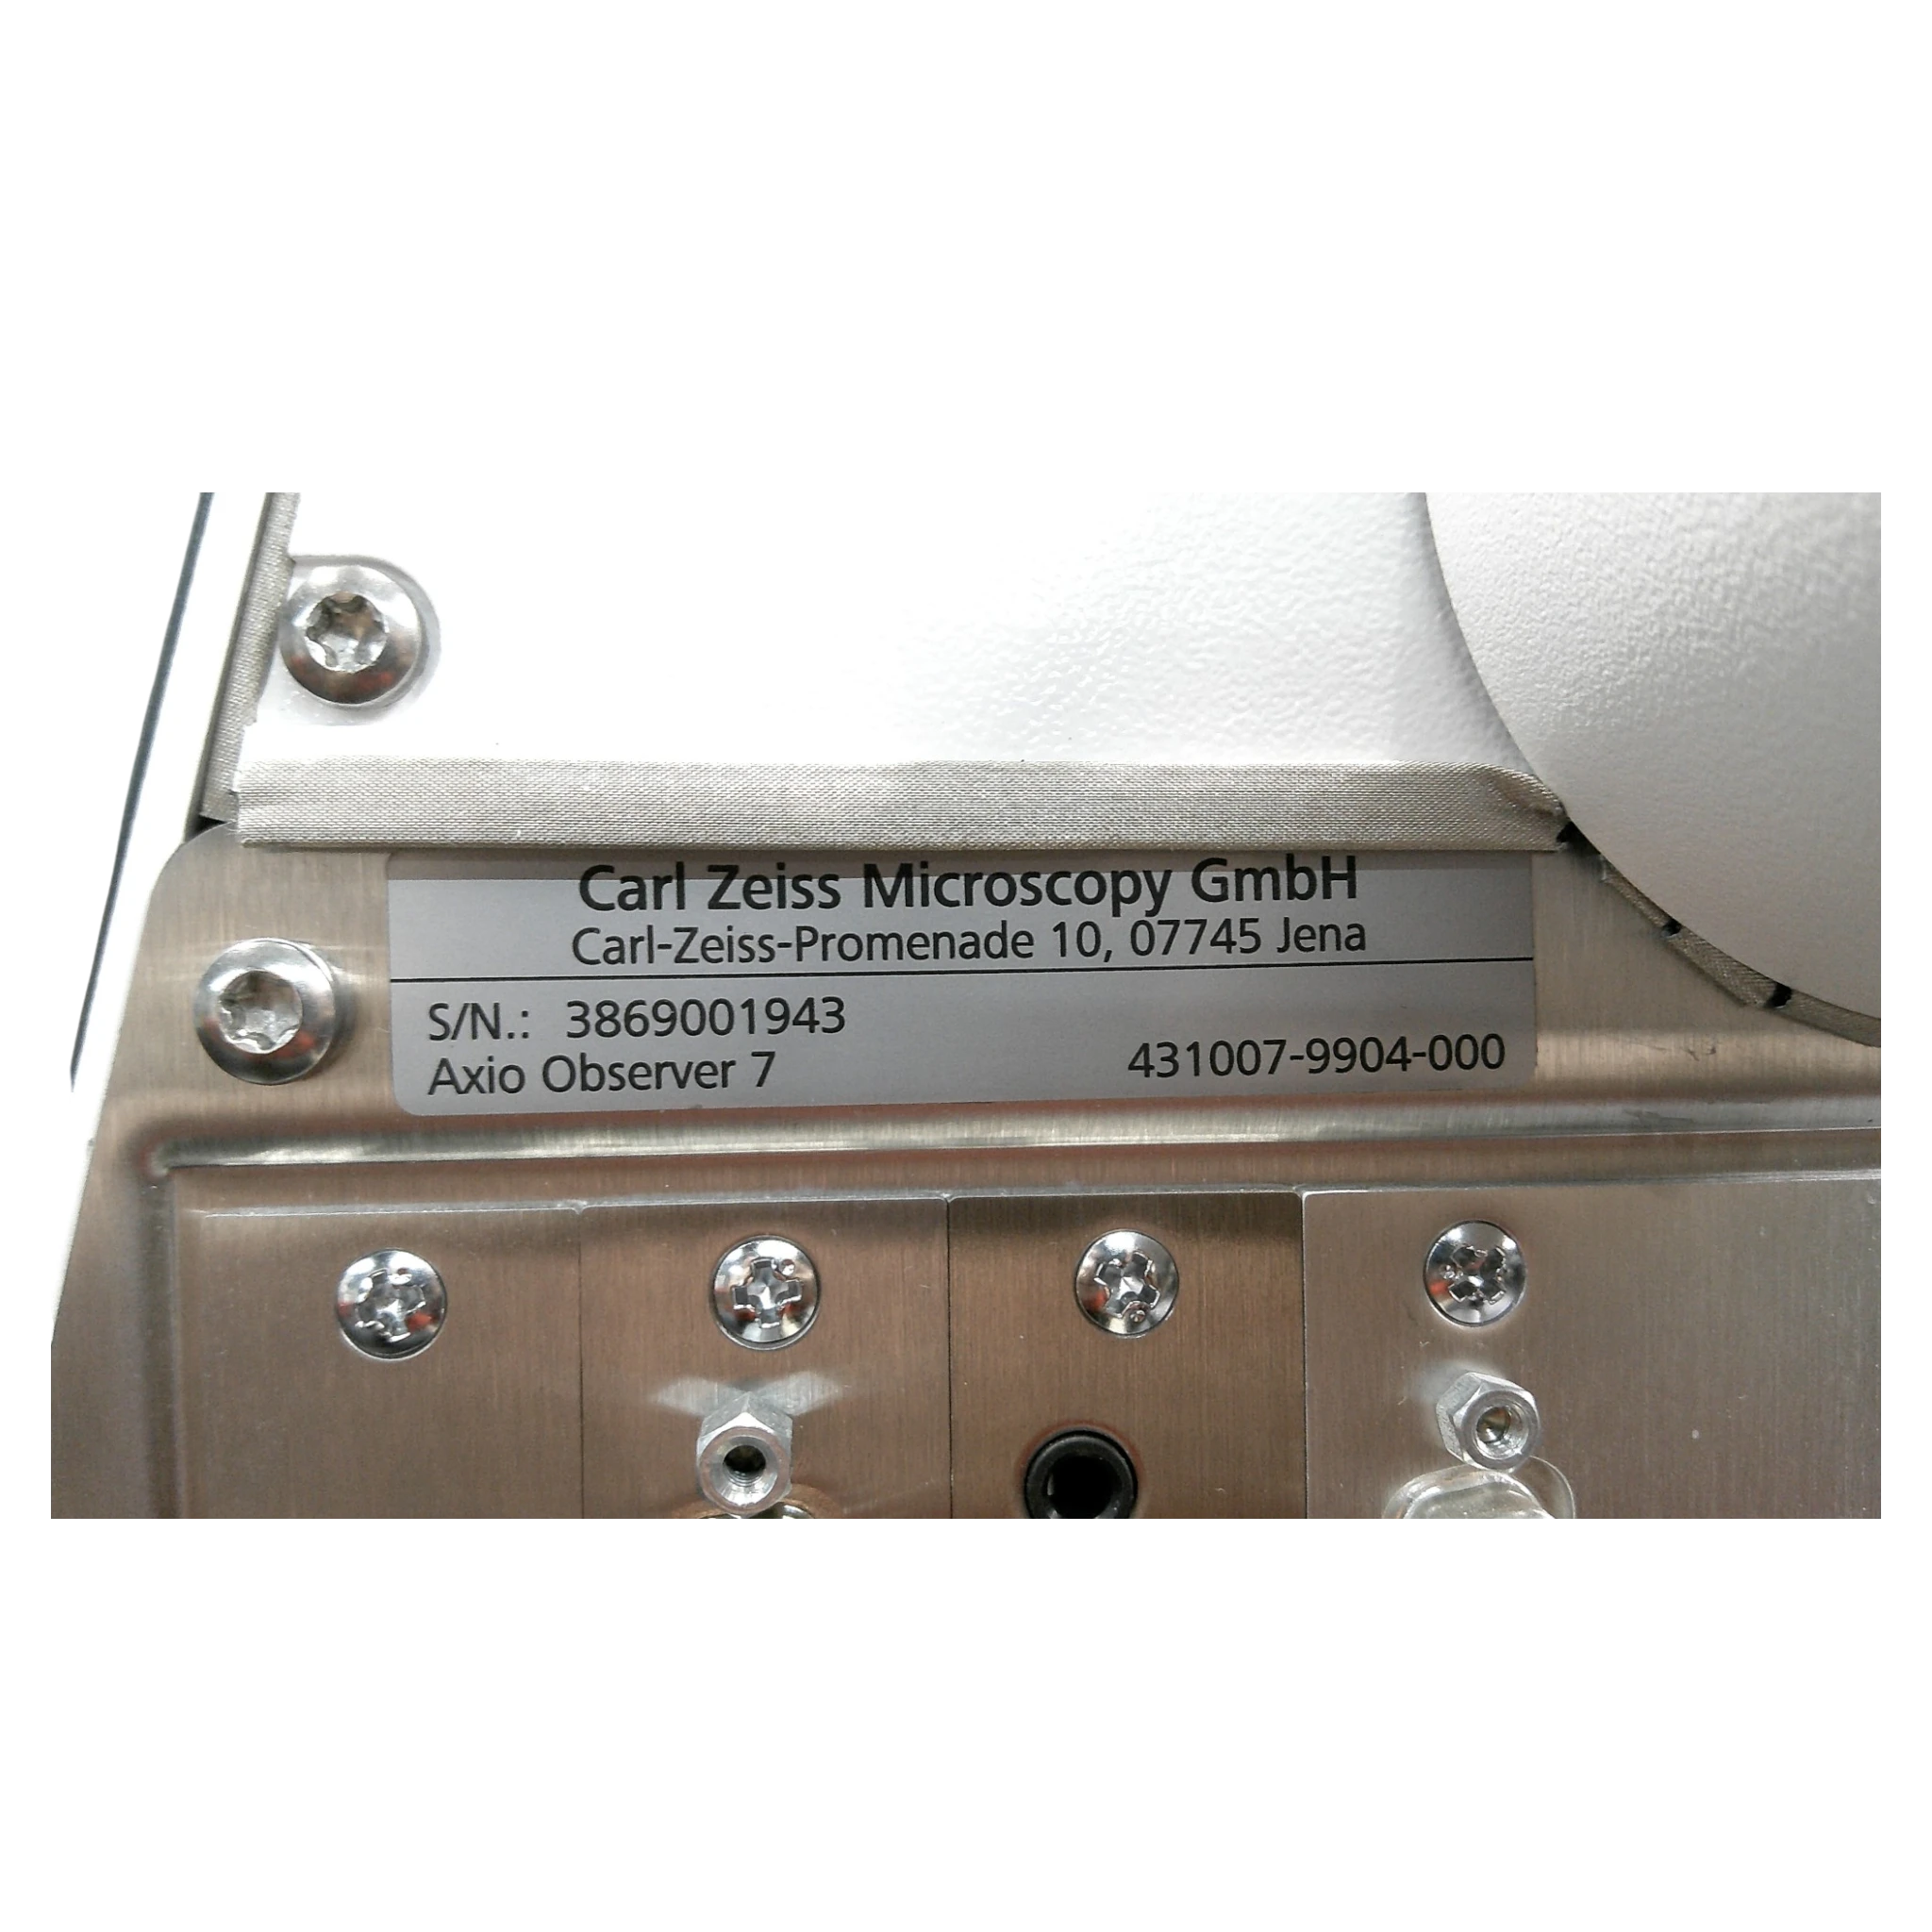 Carl Zeiss Microscopy GmbH
Carl-Zeiss-Promenade 10, 07745 Jena
S/N.: 3869001943
Axio Observer 7 431007-9904-000